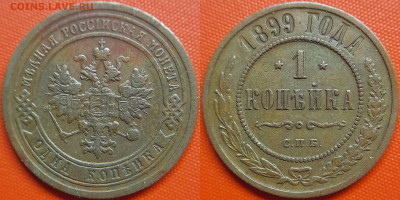 COINS.LAVE.RU
МѢДНАЯ РОССІЙСКАЯ МОНЕТА
ОДНА КОПѢЙКА
1899 ГОДА
* 1 *
КОПѢЙКА
С.П.Б.